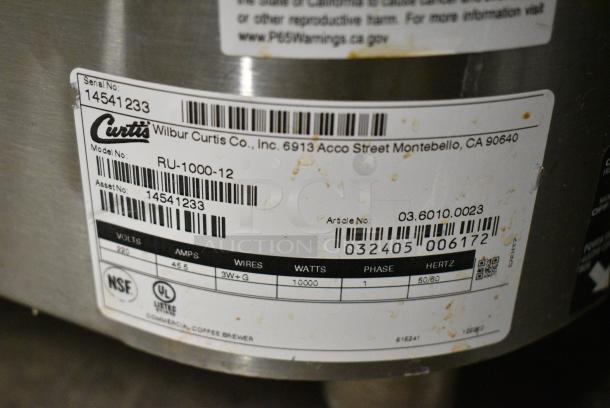 the State of California to cause cancer and
or other reproductive harm. For more information visit
www.P65Warnings.ca.gov
Serial No:
14541233
Curtis Wilbur Curtis Co., Inc. 6913 Acco Street Montebello, CA 90640
Model No: RU-1000-12
Asset No: 14541233
Article No: 03.6010.0023
032405 006172
VOLTS AMPS WIRES WATTS PHASE HERTZ
220 45.5 3W+G 10000 1 50/60
NSF
UL
LISTED
COMMERCIAL COFFEE BREWER
PCI
AUCTION